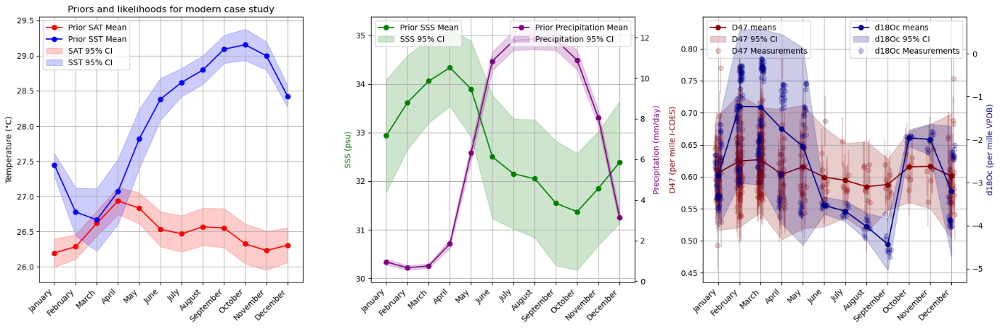 Priors and likelihoods for modern case study
Temperature (°C)
29.5
29.0
28.5
28.0
27.5
27.0
26.5
26.0
Prior SAT Mean
Prior SST Mean
SAT 95% CI
SST 95% CI
January
February
March
April
May
June
July
August
September
October
November
December
SSS (psu)
35
34
33
32
31
30
Prior SSS Mean
SSS 95% CI
Prior Precipitation Mean
Precipitation 95% CI
12
10
8
6
4
2
0
Precipitation (mm/day)
January
February
March
April
May
June
July
August
September
October
November
December
D47 (per mille I-CDES)
0.80
0.75
0.70
0.65
0.60
0.55
0.50
0.45
D47 means
D47 95% CI
D47 Measurements
d18Oc means
d18Oc 95% CI
d18Oc Measurements
0
−1
−2
−3
−4
−5
d18Oc (per mille VPDB)
January
February
March
April
May
June
July
August
September
October
November
December